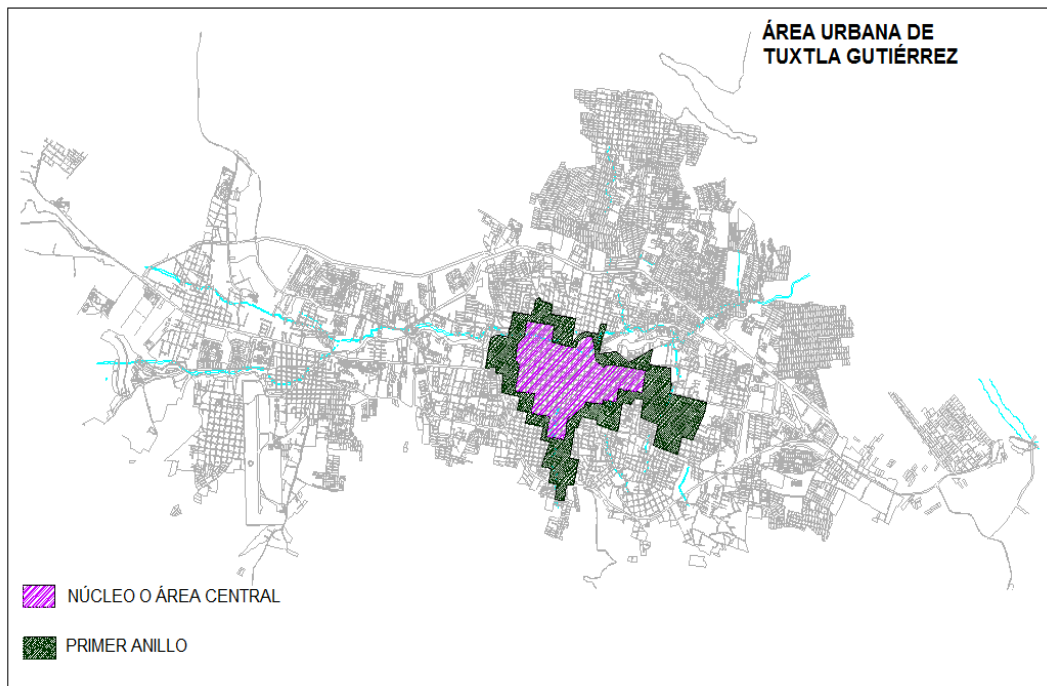 ÁREA URBANA DE
TUXTLA GUTIÉRREZ
NÚCLEO O ÁREA CENTRAL
PRIMER ANILLO